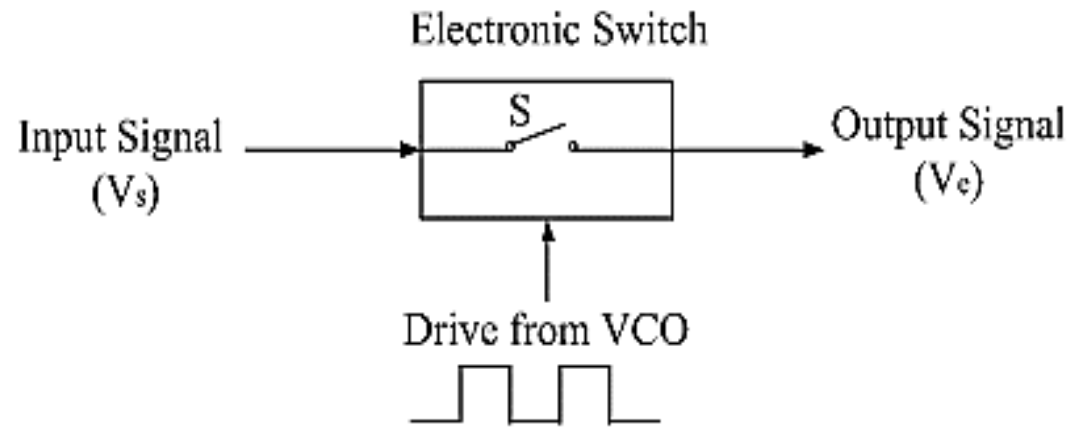 Electronic Switch
S
Input Signal
(Vs)
Output Signal
(Ve)
Drive from VCO